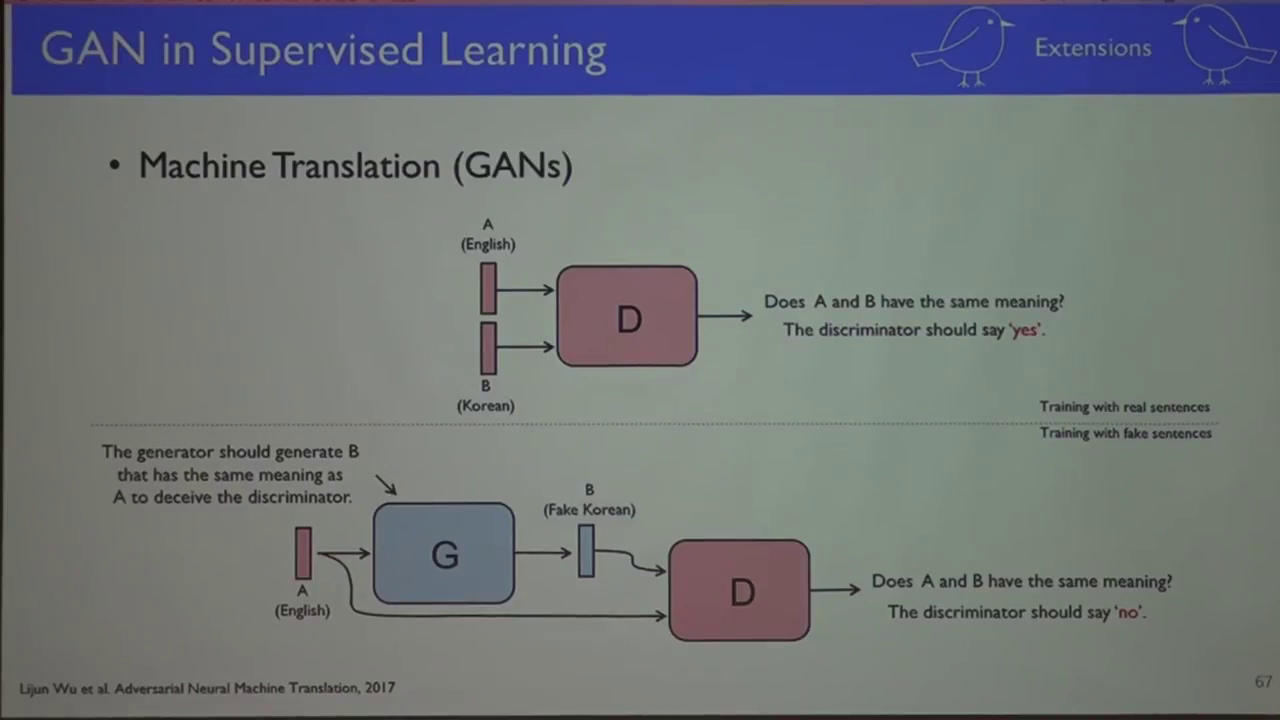 GAN in Supervised Learning
Extensions
• Machine Translation (GANs)
A
(English)
D
B
(Korean)
Does A and B have the same meaning?
The discriminator should say 'yes'.
Training with real sentences
Training with fake sentences
The generator should generate B
that has the same meaning as
A to deceive the discriminator.
A
(English)
G
B
(Fake Korean)
D
Does A and B have the same meaning?
The discriminator should say 'no'.
Lijun Wu et al. Adversarial Neural Machine Translation, 2017
67